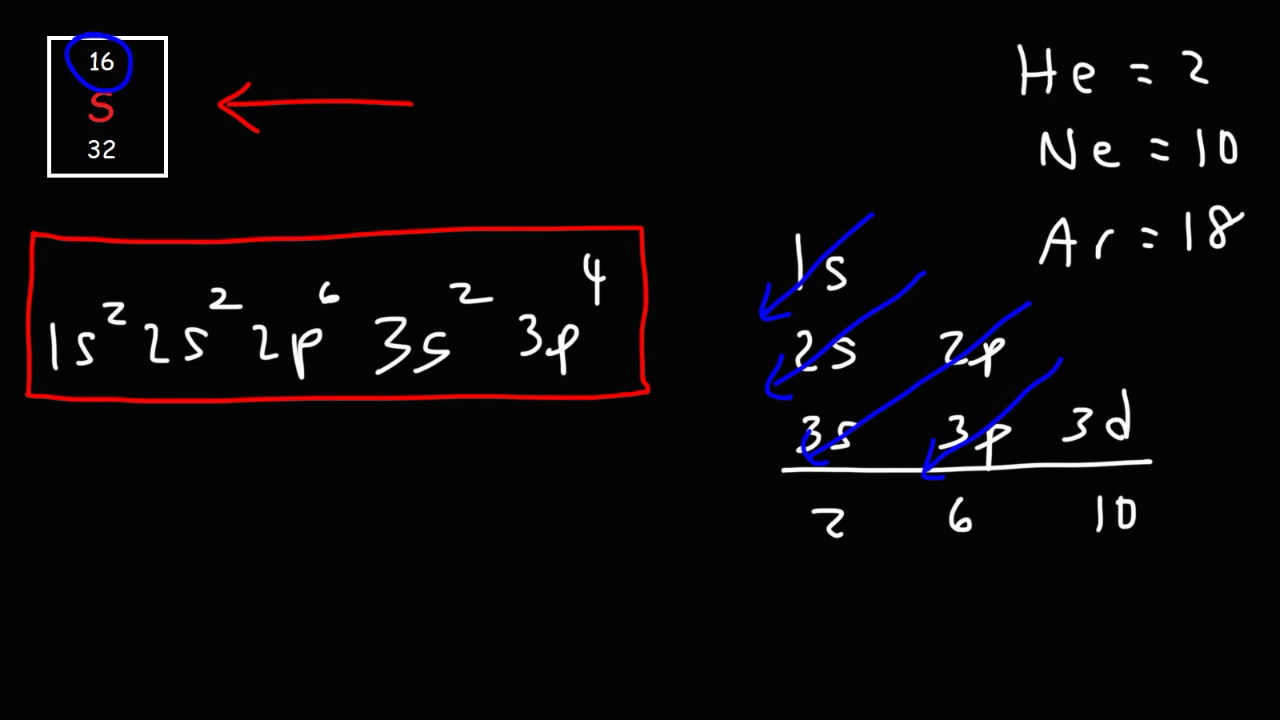 16
S
32
1s² 2s² 2p⁶ 3s² 3p⁴
He = 2
Ne = 10
Ar = 18
1s
2s 2p
3s 3p 3d
2 6 10